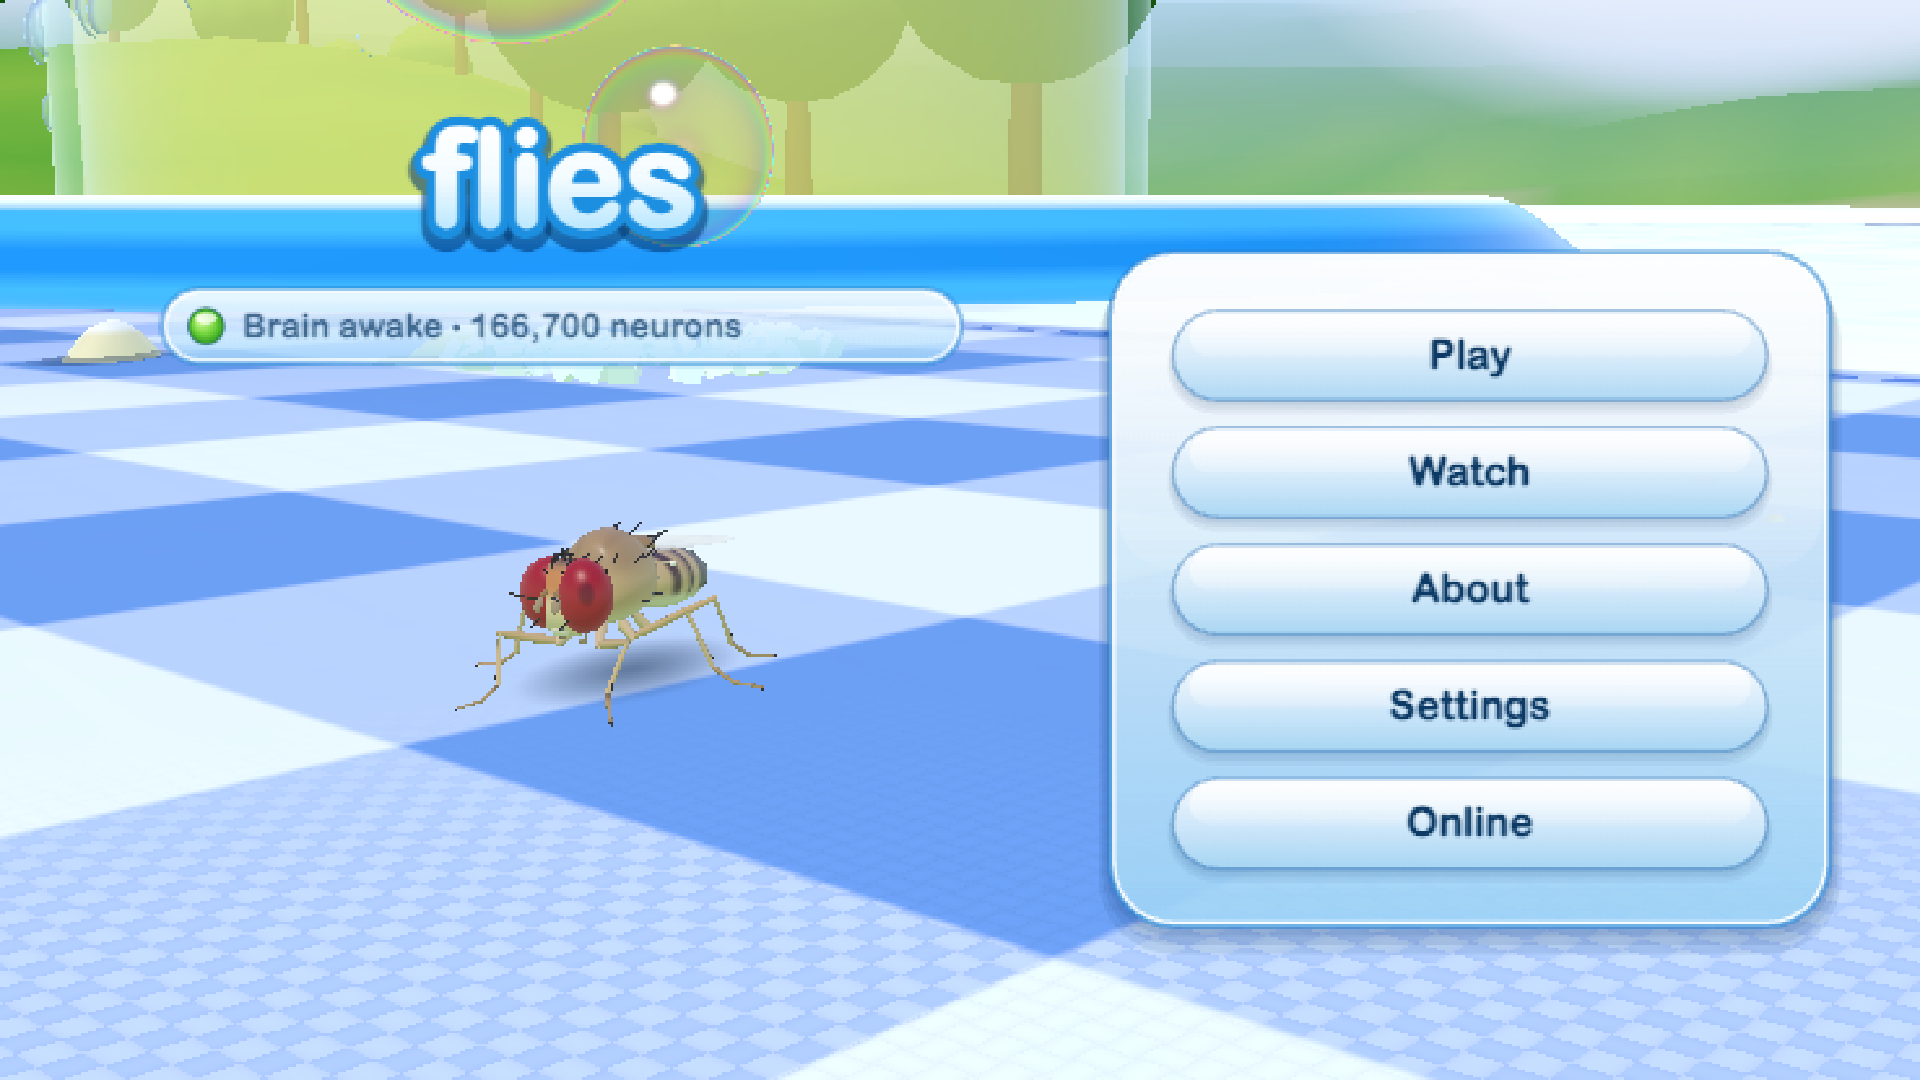 flies
Brain awake · 166,700 neurons
Play
Watch
About
Settings
Online